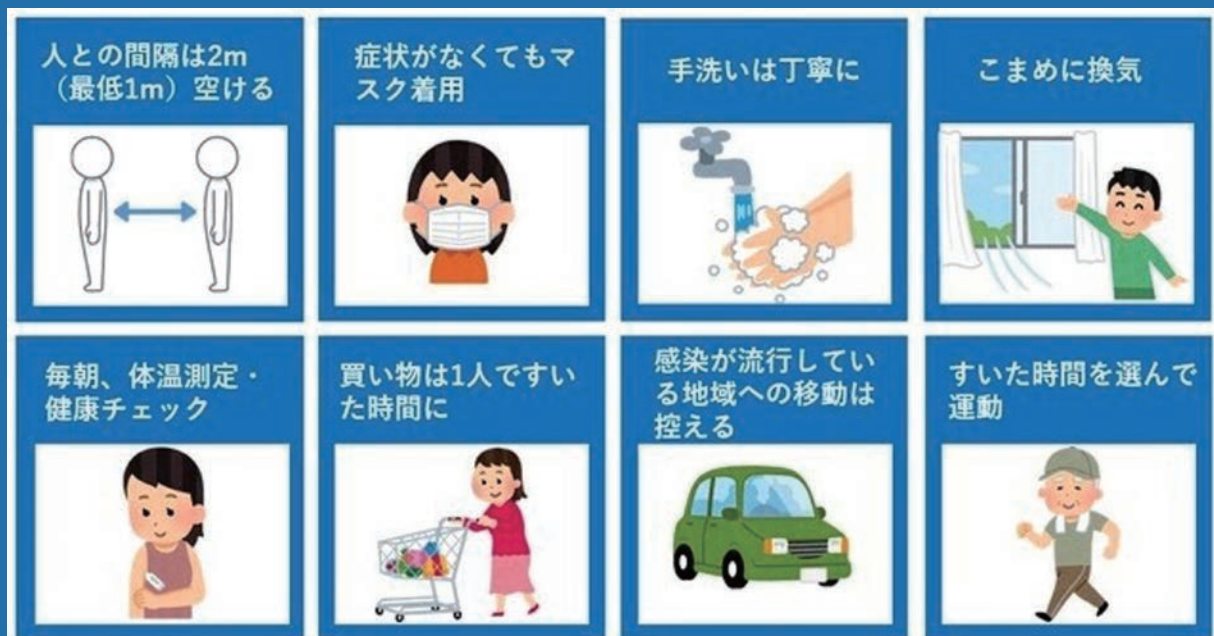 人との間隔は2m
（最低1m）空ける
症状がなくてもマ
スク着用
手洗いは丁寧に
こまめに換気
毎朝、体温測定・
健康チェック
買い物は1人ですい
た時間に
感染が流行してい
る地域への移動は
控える
すいた時間を選んで
運動